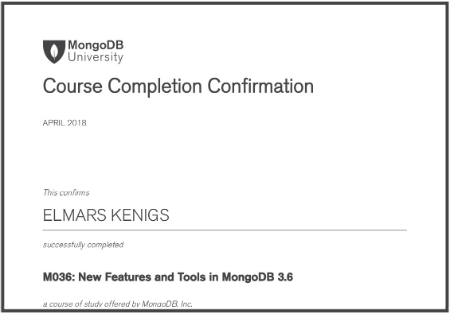 MongoDB
University
Course Completion Confirmation
APRIL 2018
This confirms
ELMARS KENIGS
successfully completed
M036: New Features and Tools in MongoDB 3.6
a course of study offered by MongoDB, Inc.